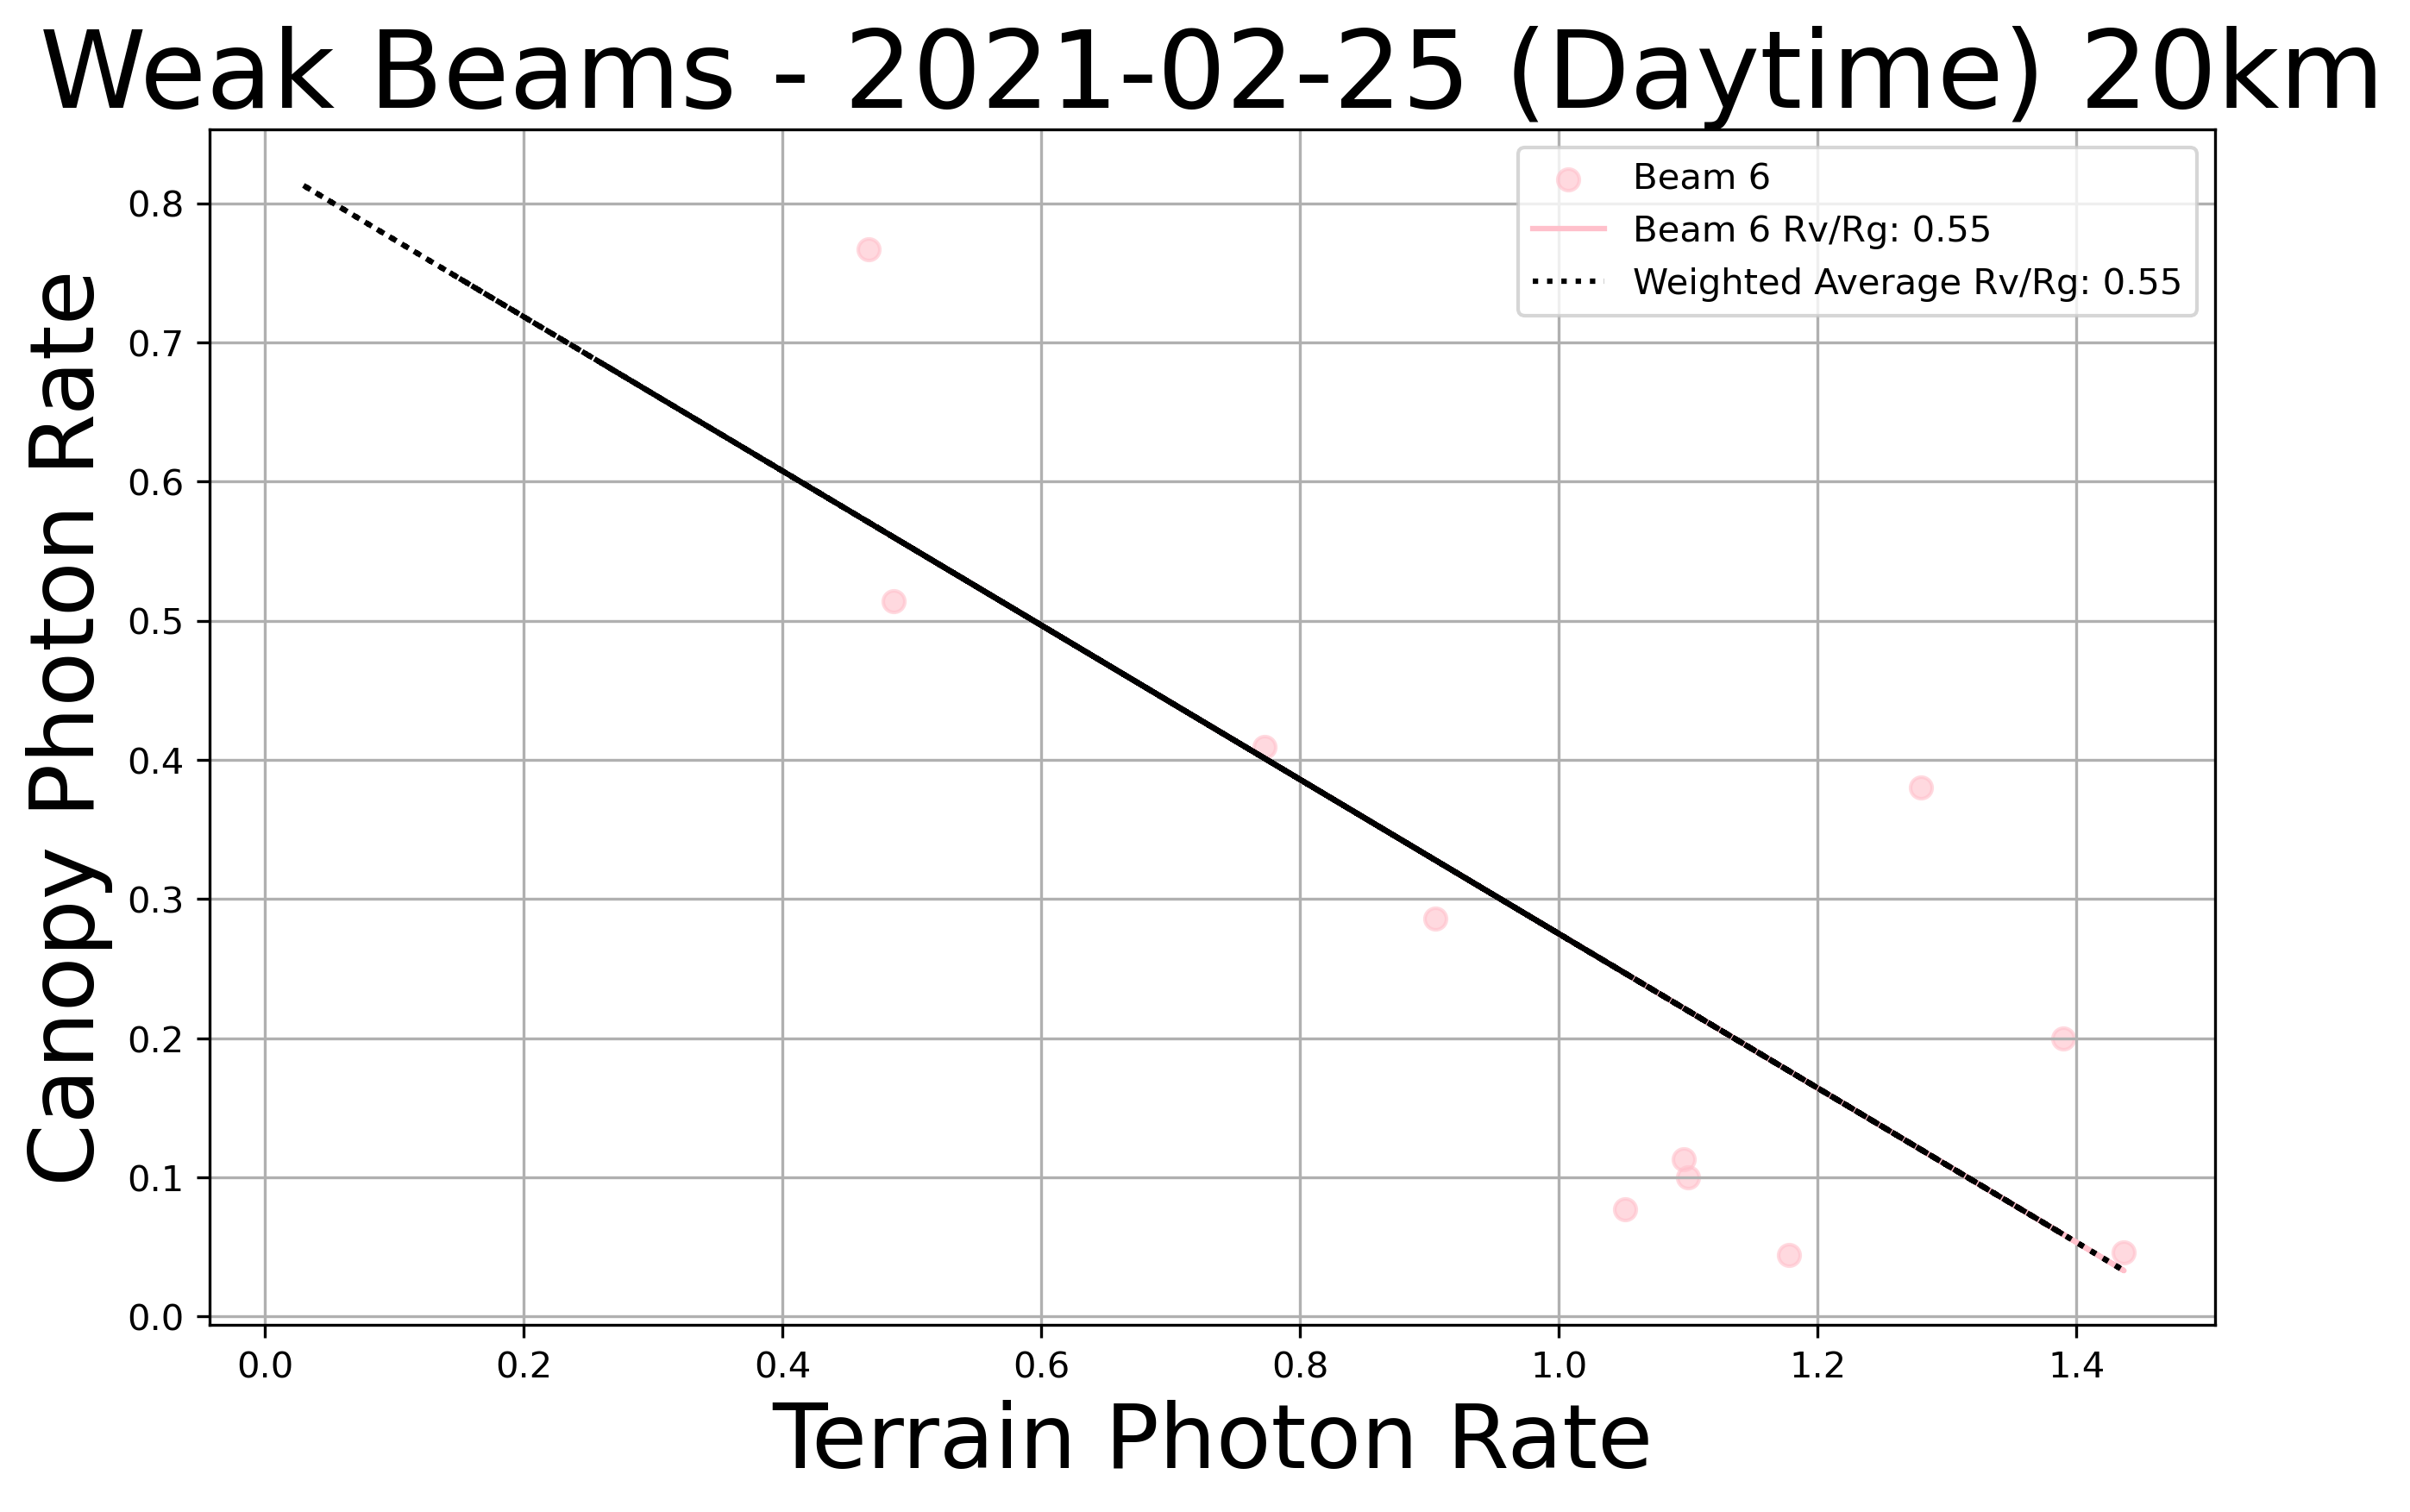 Weak Beams - 2021-02-25 (Daytime) 20km
Beam 6
Beam 6 Rv/Rg: 0.55
Weighted Average Rv/Rg: 0.55
Canopy Photon Rate
0.8
0.7
0.6
0.5
0.4
0.3
0.2
0.1
0.0
0.0 0.2 0.4 0.6 0.8 1.0 1.2 1.4
Terrain Photon Rate